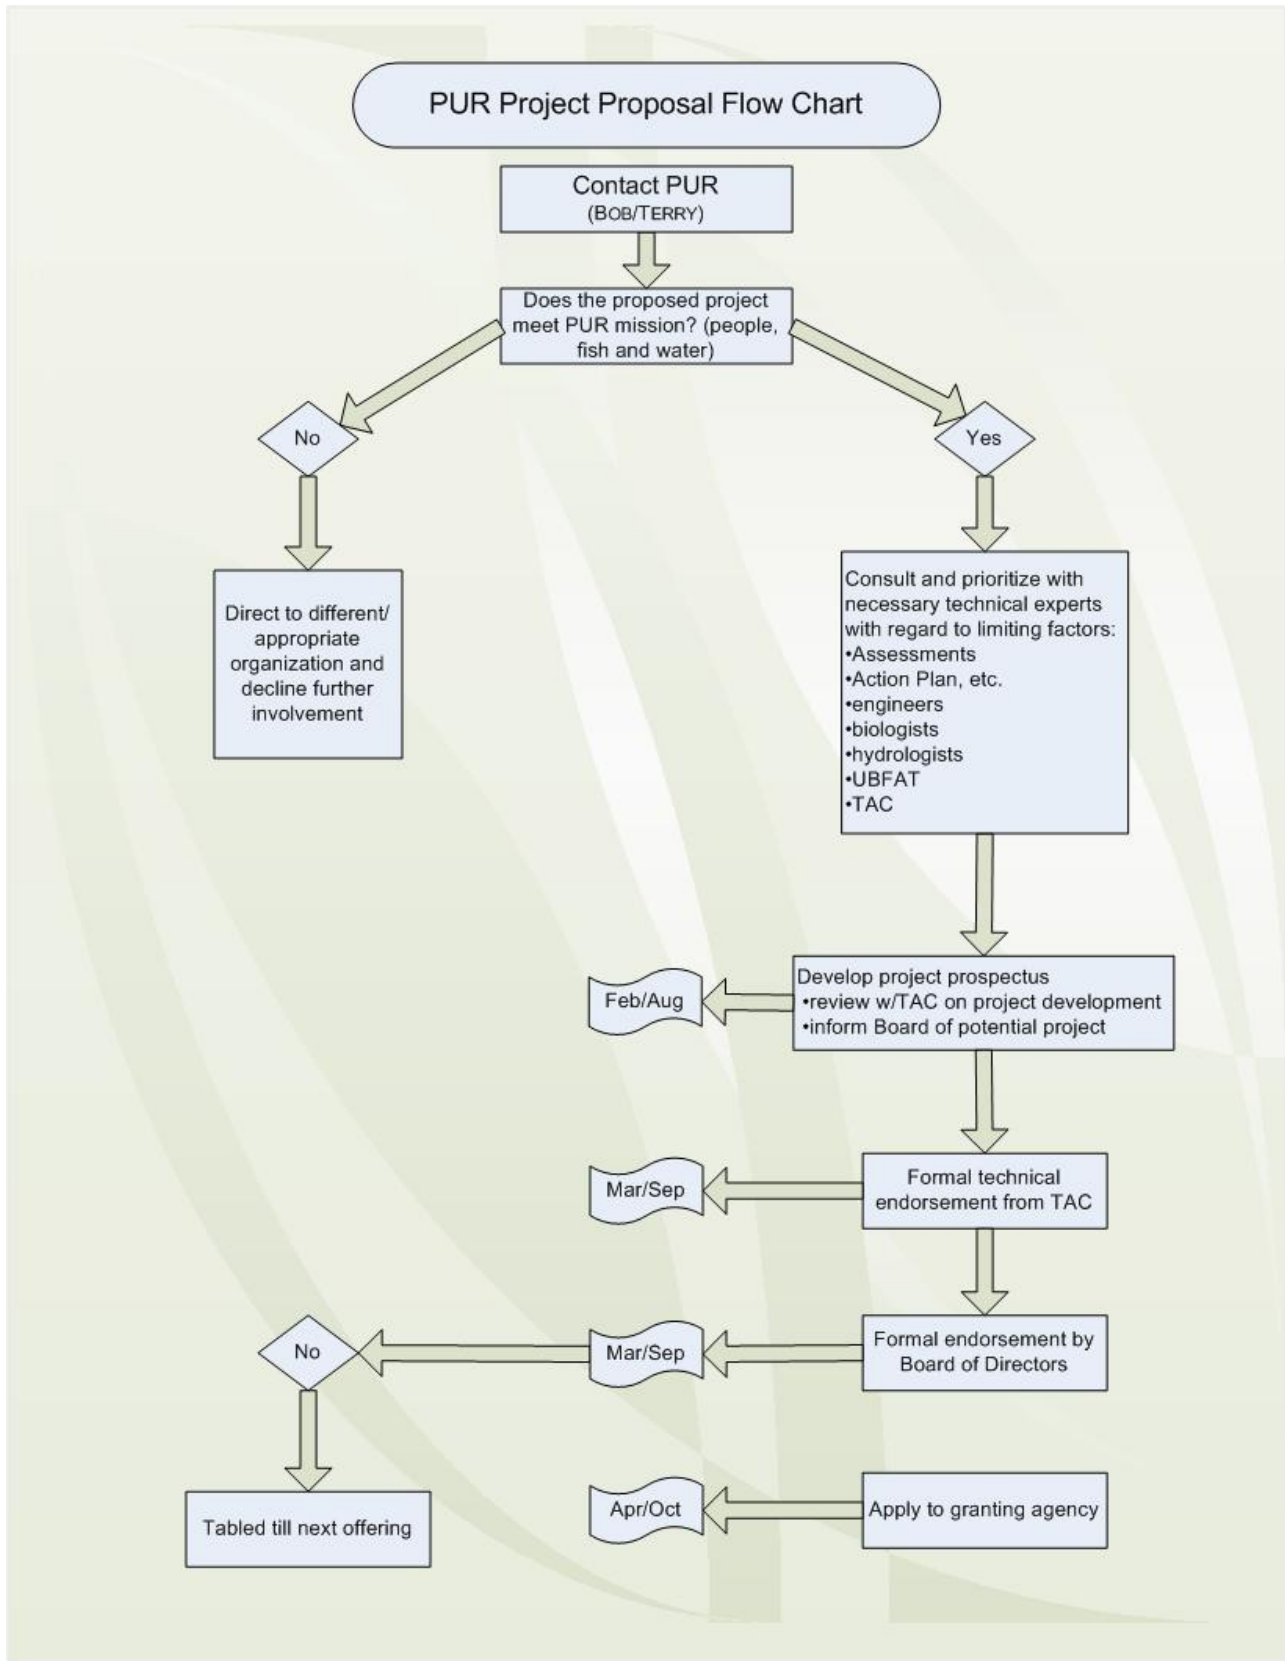 PUR Project Proposal Flow Chart
Contact PUR
(BOB/TERRY)
Does the proposed project
meet PUR mission? (people,
fish and water)
No
Yes
Direct to different/
appropriate
organization and
decline further
involvement
Consult and prioritize with
necessary technical experts
with regard to limiting factors:
•Assessments
•Action Plan, etc.
•engineers
•biologists
•hydrologists
•UBFAT
•TAC
Develop project prospectus
•review w/TAC on project development
•inform Board of potential project
Feb/Aug
Formal technical
endorsement from TAC
Mar/Sep
Formal endorsement by
Board of Directors
Mar/Sep
No
Tabled till next offering
Apply to granting agency
Apr/Oct